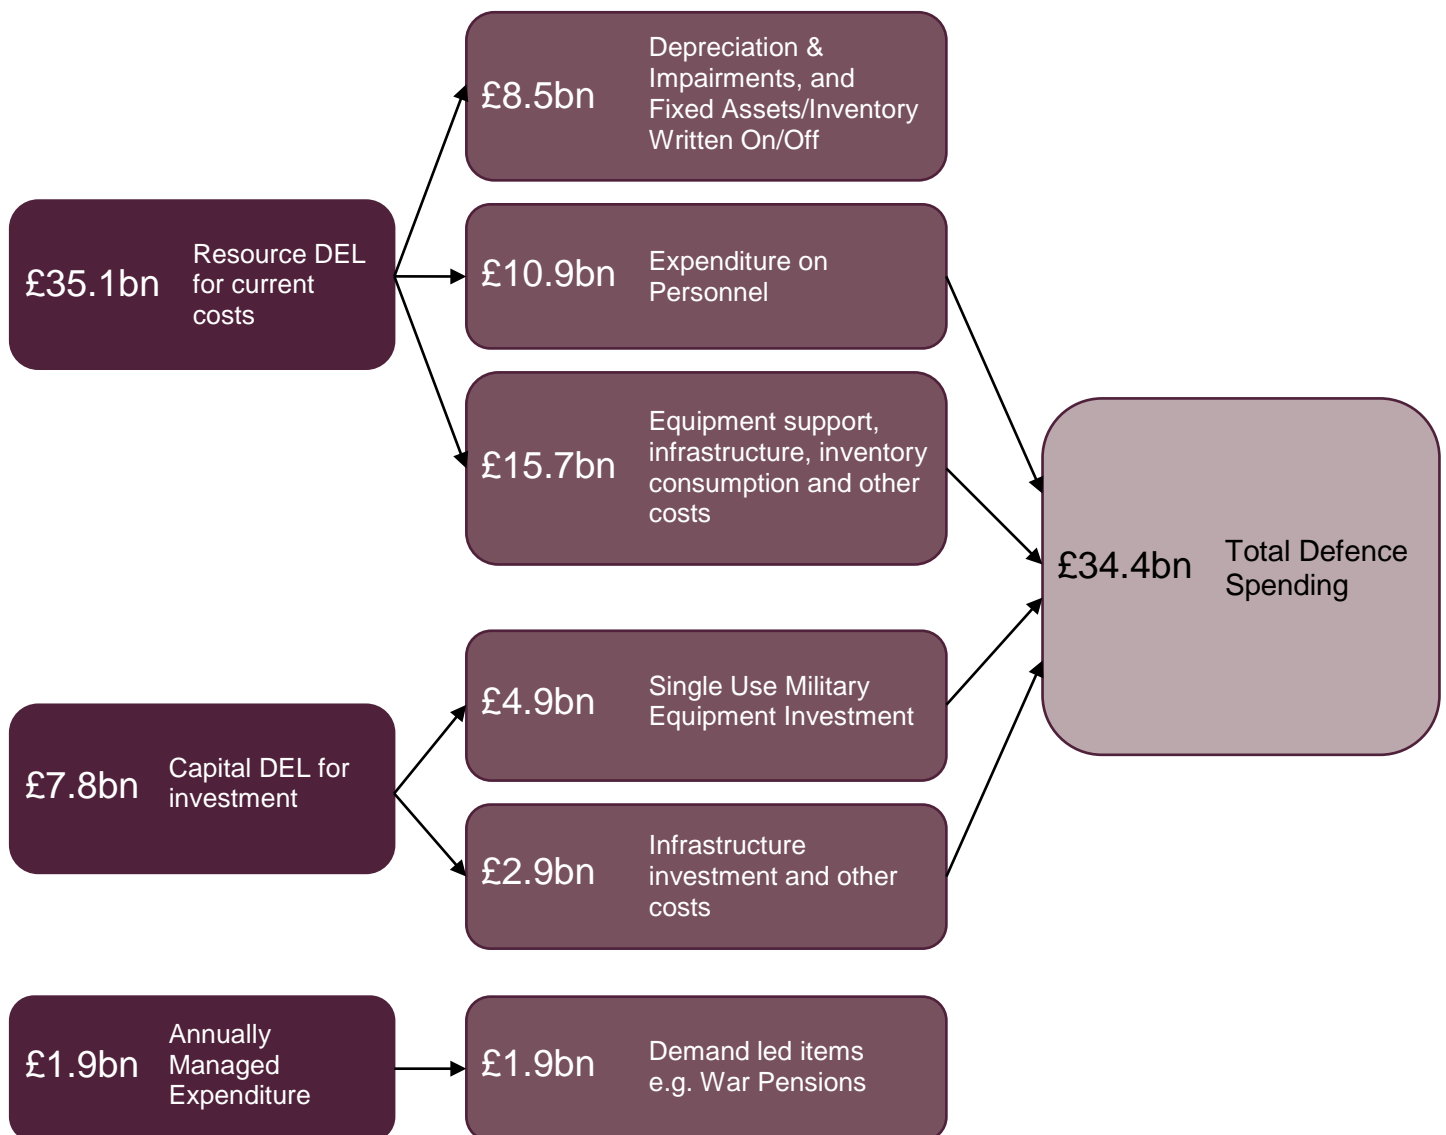 £8.5bn
Depreciation &
Impairments, and
Fixed Assets/Inventory
Written On/Off
£35.1bn
Resource DEL
for current
costs
£10.9bn
Expenditure on
Personnel
£15.7bn
Equipment support,
infrastructure, inventory
consumption and other
costs
£34.4bn
Total Defence
Spending
£7.8bn
Capital DEL for
investment
£4.9bn
Single Use Military
Equipment Investment
£2.9bn
Infrastructure
investment and other
costs
£1.9bn
Annually
Managed
Expenditure
£1.9bn
Demand led items
e.g. War Pensions